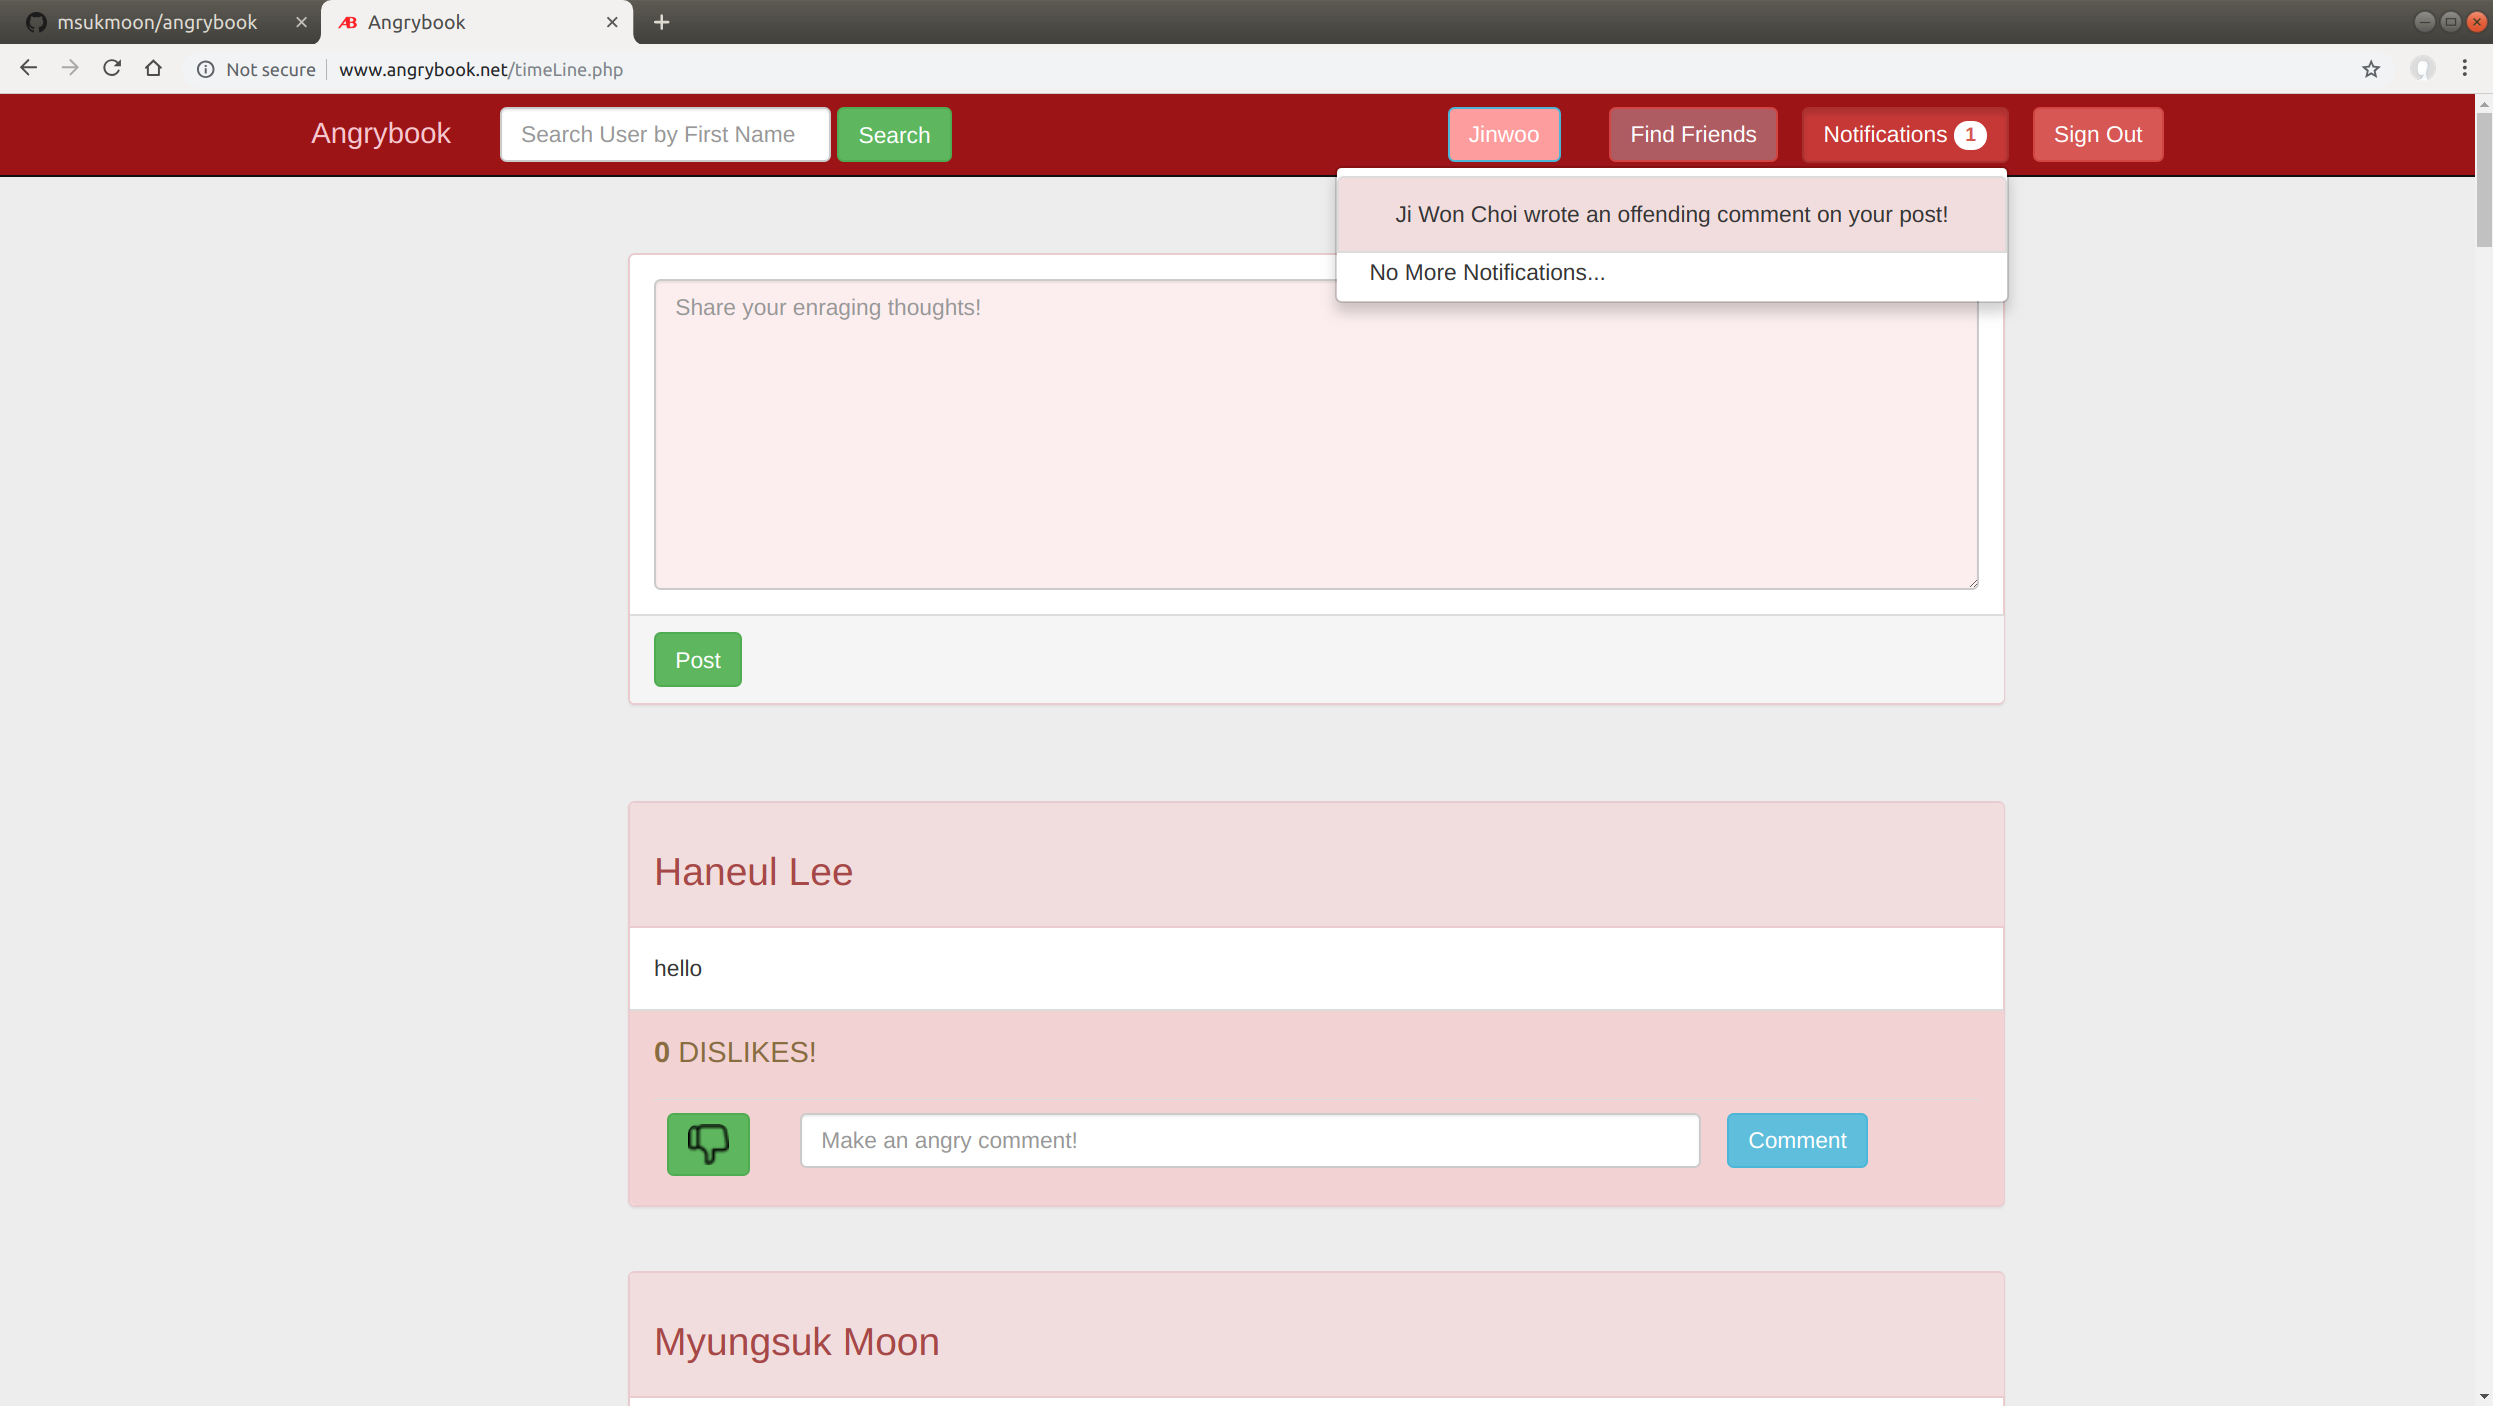 msukmoon/angrybook
Angrybook
Not secure
www.angrybook.net/timeLine.php
Angrybook
Search User by First Name
Search
Jinwoo
Find Friends
Notifications 1
Sign Out
Ji Won Choi wrote an offending comment on your post!
No More Notifications...
Share your enraging thoughts!
Post
Haneul Lee
hello
0 DISLIKES!
Make an angry comment!
Comment
Myungsuk Moon